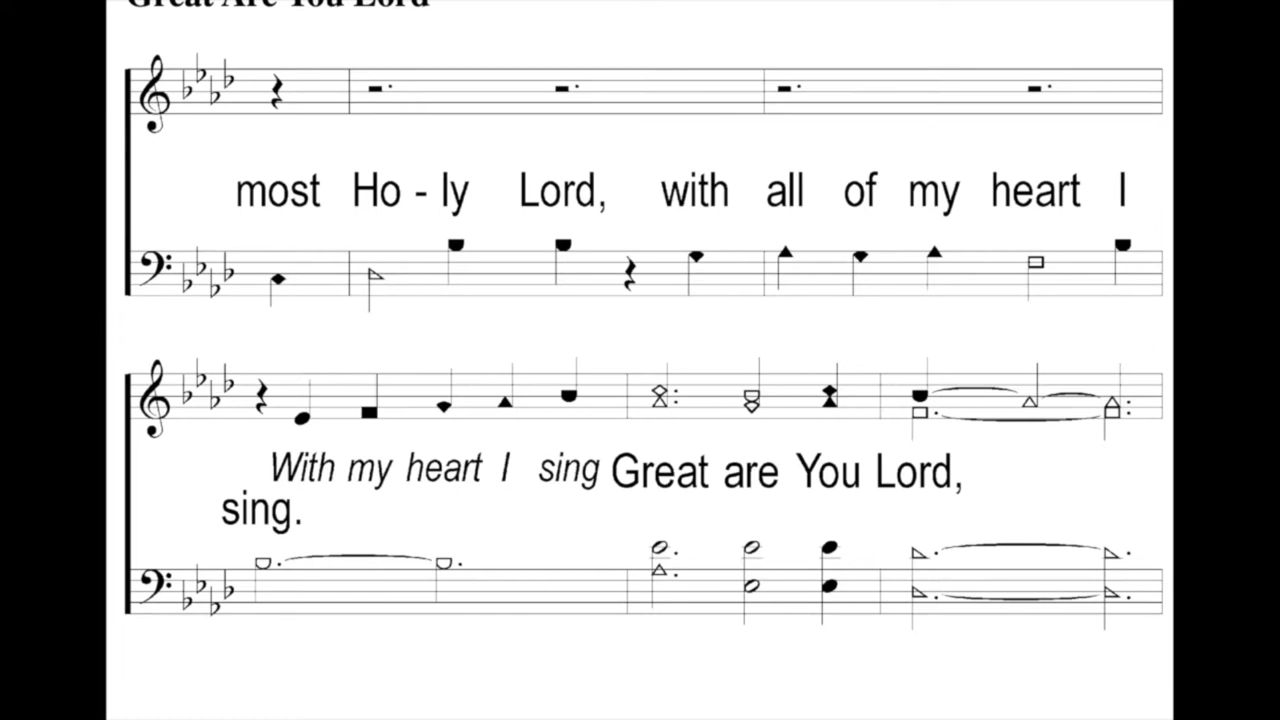 Great Are You Lord
most Ho - ly Lord, with all of my heart I
With my heart I sing Great are You Lord,
sing.